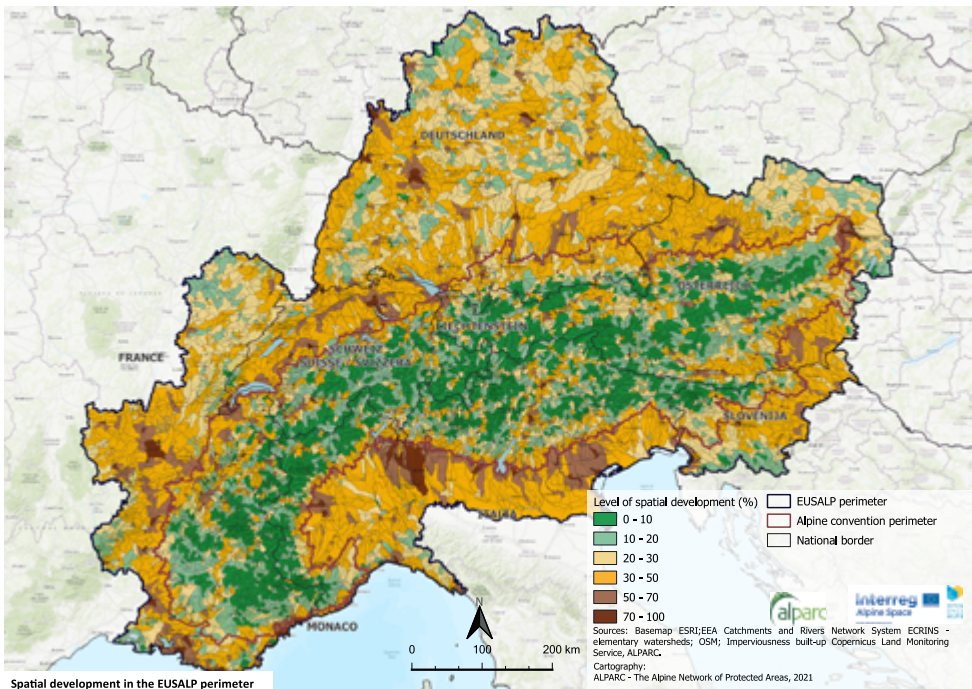 DEUTSCHLAND
ÖSTERREICH
LIECHTENSTEIN
FRANCE
SCHWEIZ
SLOVENIJA
ITALIA
MONACO
Level of spatial development (%)
0 - 10
10 - 20
20 - 30
30 - 50
50 - 70
70 - 100
EUSALP perimeter
Alpine convention perimeter
National border
alparc
Interreg
Alpine Space
N
0 100 200 km
Sources: Basemap ESRI;EEA Catchments and Rivers Network System ECRINS -
elementary watersheds; OSM; Imperviousness built-up Copernicus Land Monitoring
Service, ALPARC.
Cartography:
ALPARC - The Alpine Network of Protected Areas, 2021
Spatial development in the EUSALP perimeter